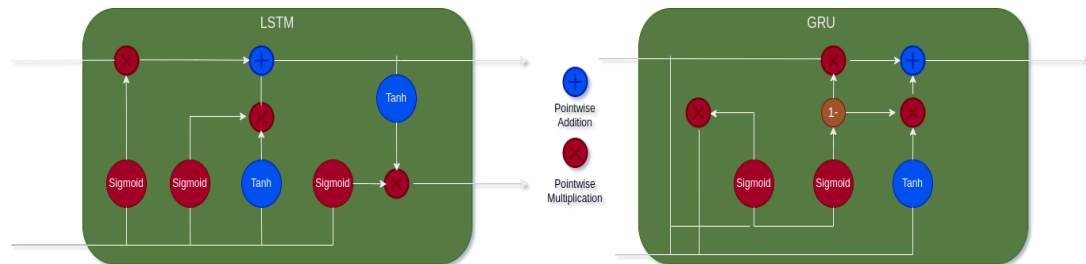 LSTM
Tanh
Sigmoid
Sigmoid
Tanh
Sigmoid
Pointwise
Addition
Pointwise
Multiplication
GRU
1-
Sigmoid
Sigmoid
Tanh